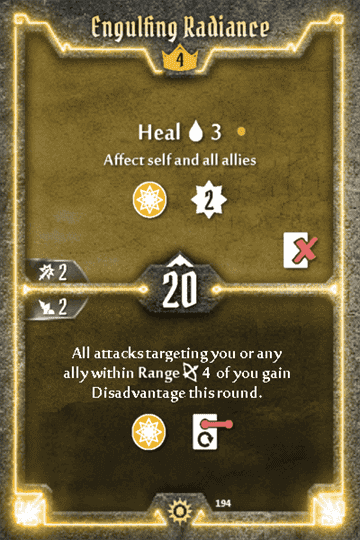 Engulfing Radiance
4
Heal 3
Affect self and all allies
2
2
20
2
All attacks targeting you or any
ally within Range 4 of you gain
Disadvantage this round.
194